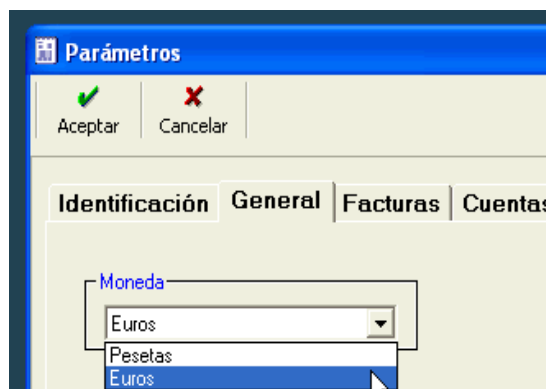 Parámetros
Aceptar Cancelar
Identificación General Facturas Cuentas
Moneda
Euros
Pesetas
Euros